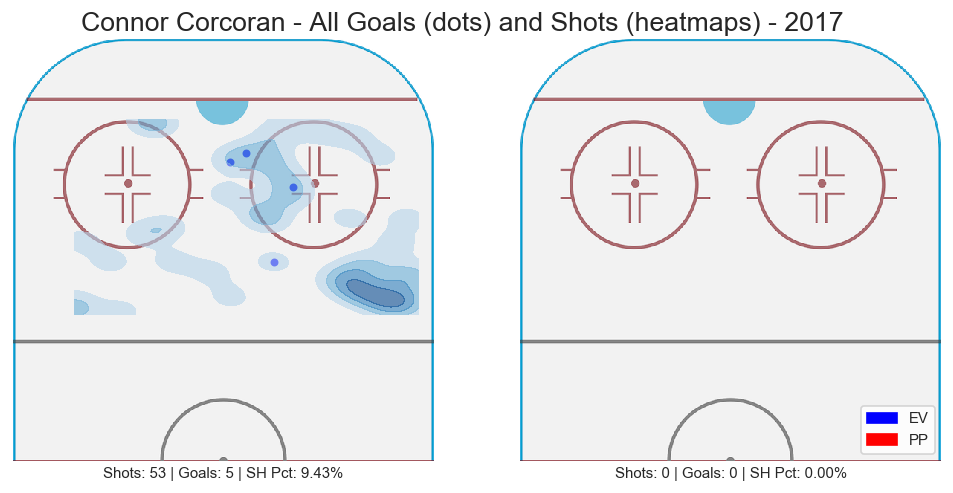 Connor Corcoran - All Goals (dots) and Shots (heatmaps) - 2017
EV
PP
Shots: 53 | Goals: 5 | SH Pct: 9.43%
Shots: 0 | Goals: 0 | SH Pct: 0.00%